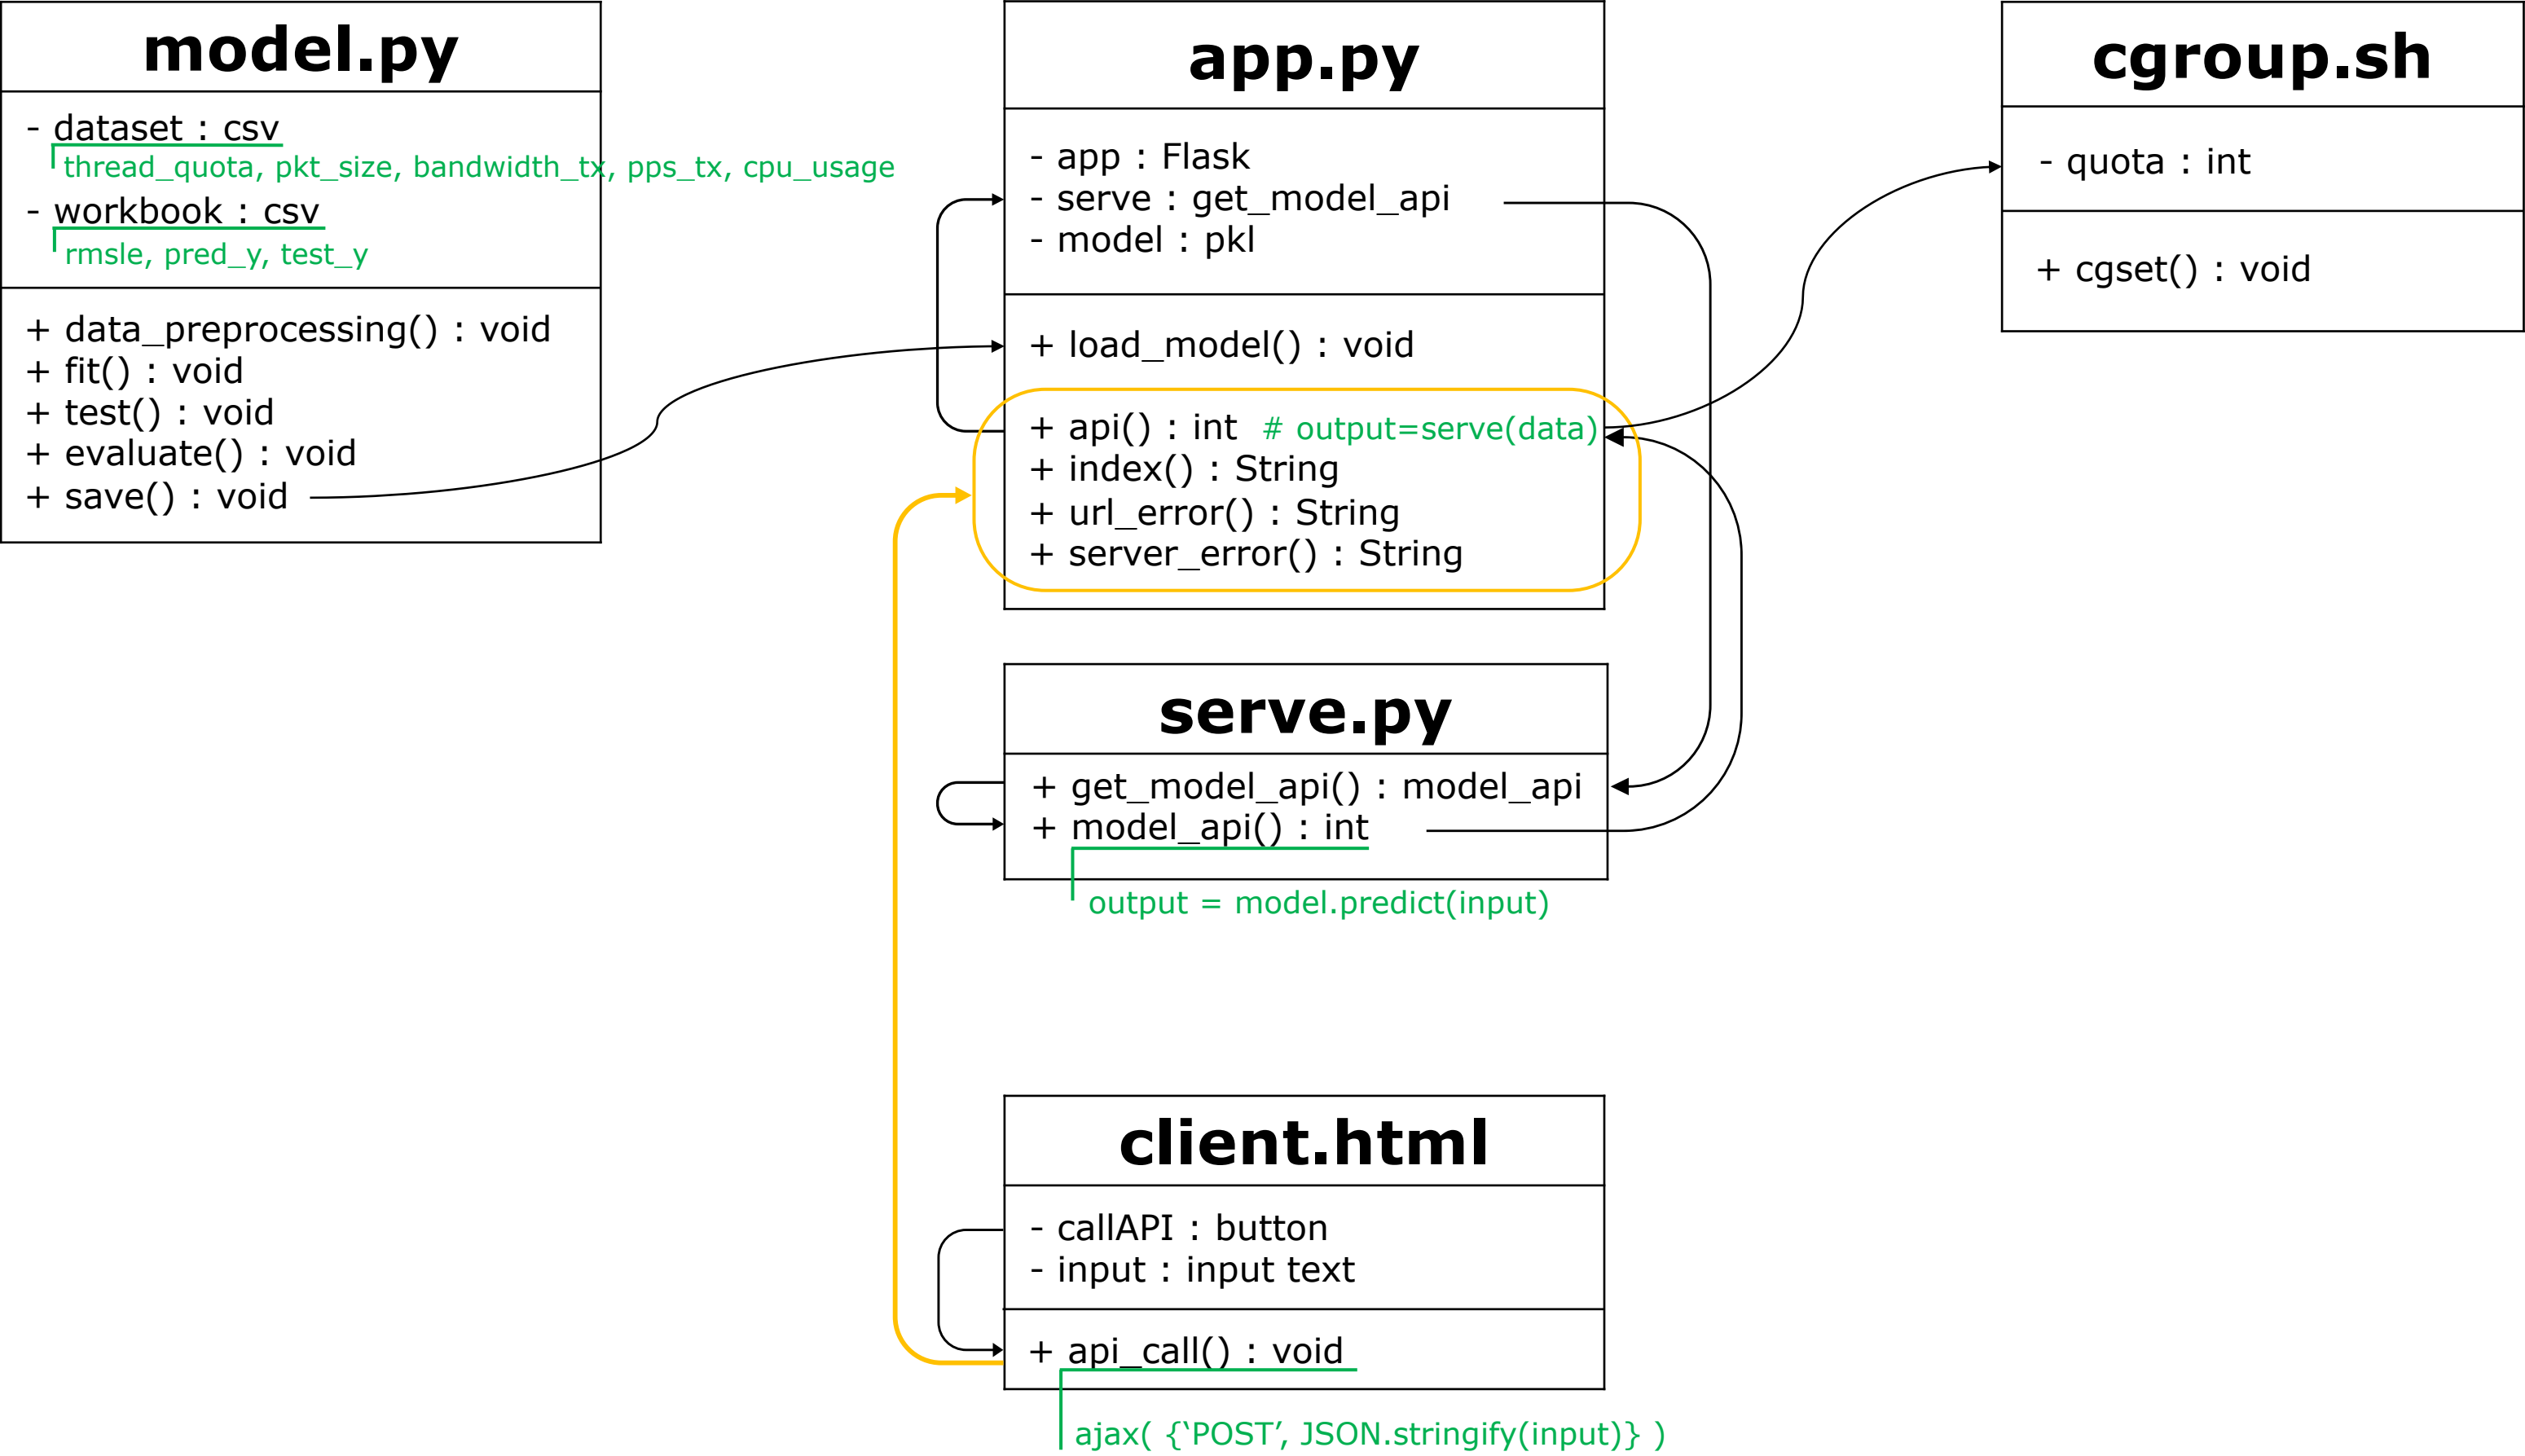 model.py
- dataset : csv
thread_quota, pkt_size, bandwidth_tx, pps_tx, cpu_usage
- workbook : csv
rmsle, pred_y, test_y
+ data_preprocessing() : void
+ fit() : void
+ test() : void
+ evaluate() : void
+ save() : void
app.py
- app : Flask
- serve : get_model_api
- model : pkl
+ load_model() : void
+ api() : int # output=serve(data)
+ index() : String
+ url_error() : String
+ server_error() : String
cgroup.sh
- quota : int
+ cgset() : void
serve.py
+ get_model_api() : model_api
+ model_api() : int
output = model.predict(input)
client.html
- callAPI : button
- input : input text
+ api_call() : void
ajax( {‘POST’, JSON.stringify(input)} )